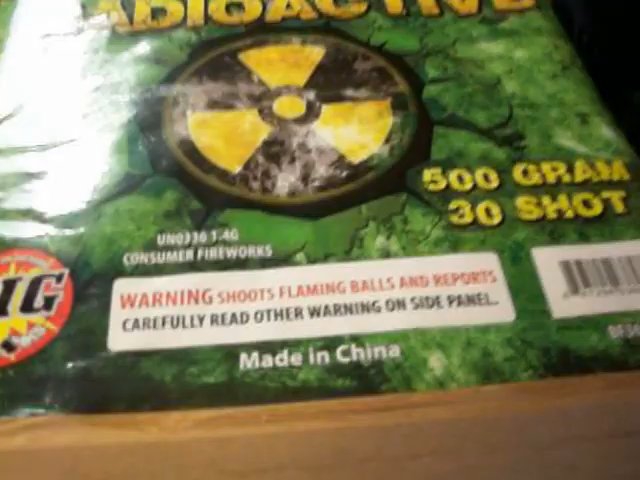 RADIOACTIVE
500 GRAM
30 SHOT
UN0336 1.4G
CONSUMER FIREWORKS
WARNING SHOOTS FLAMING BALLS AND REPORTS
CAREFULLY READ OTHER WARNING ON SIDE PANEL.
Made in China